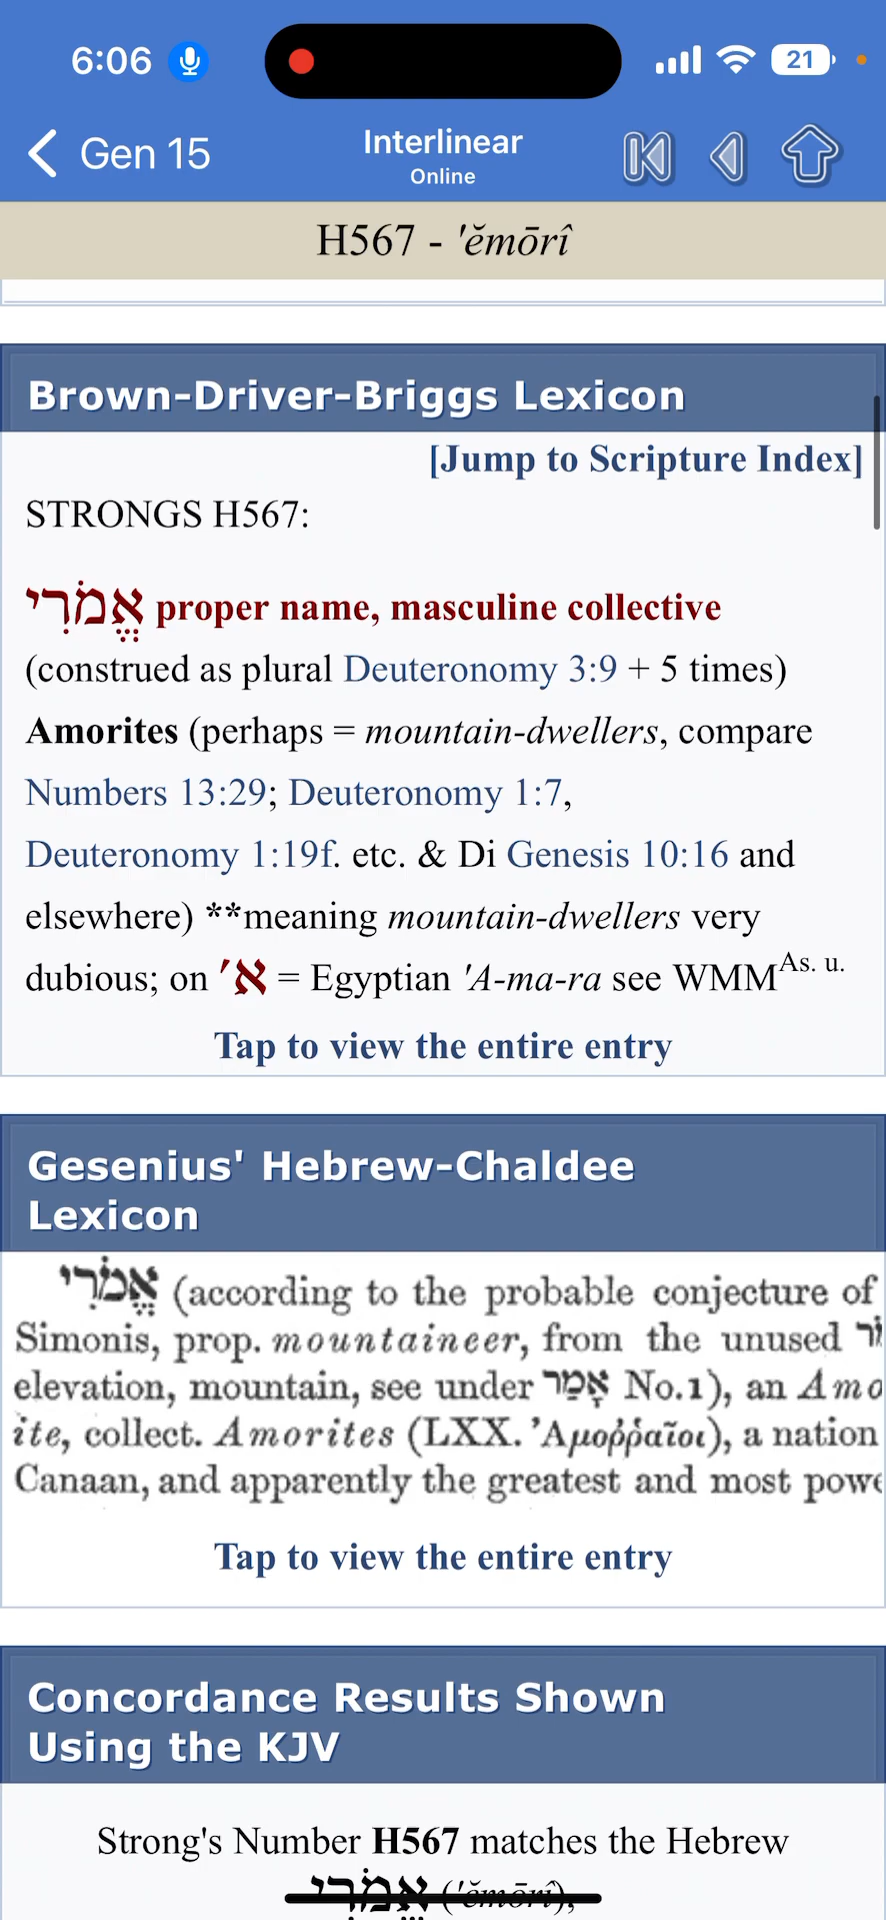 6:06
21
Gen 15
Interlinear
Online
H567 - 'ĕmōrî
Brown-Driver-Briggs Lexicon
[Jump to Scripture Index]
STRONGS H567:
אֱמֹרִי proper name, masculine collective
(construed as plural Deuteronomy 3:9 + 5 times)
Amorites (perhaps = mountain-dwellers, compare
Numbers 13:29; Deuteronomy 1:7,
Deuteronomy 1:19f. etc. & Di Genesis 10:16 and
elsewhere) **meaning mountain-dwellers very
dubious; on א׳ = Egyptian 'A-ma-ra see WMM As. u.
Tap to view the entire entry
Gesenius' Hebrew-Chaldee
Lexicon
אֱמֹרִי (according to the probable conjecture of
Simonis, prop. mountaineer, from the unused
elevation, mountain, see under אָמַר No.1), an Amo
ite, collect. Amorites (LXX. Ἀμοῤῥαῖοι), a nation
Canaan, and apparently the greatest and most powe
Tap to view the entire entry
Concordance Results Shown
Using the KJV
Strong's Number H567 matches the Hebrew
אֱמֹרִי ('ĕmōrî),